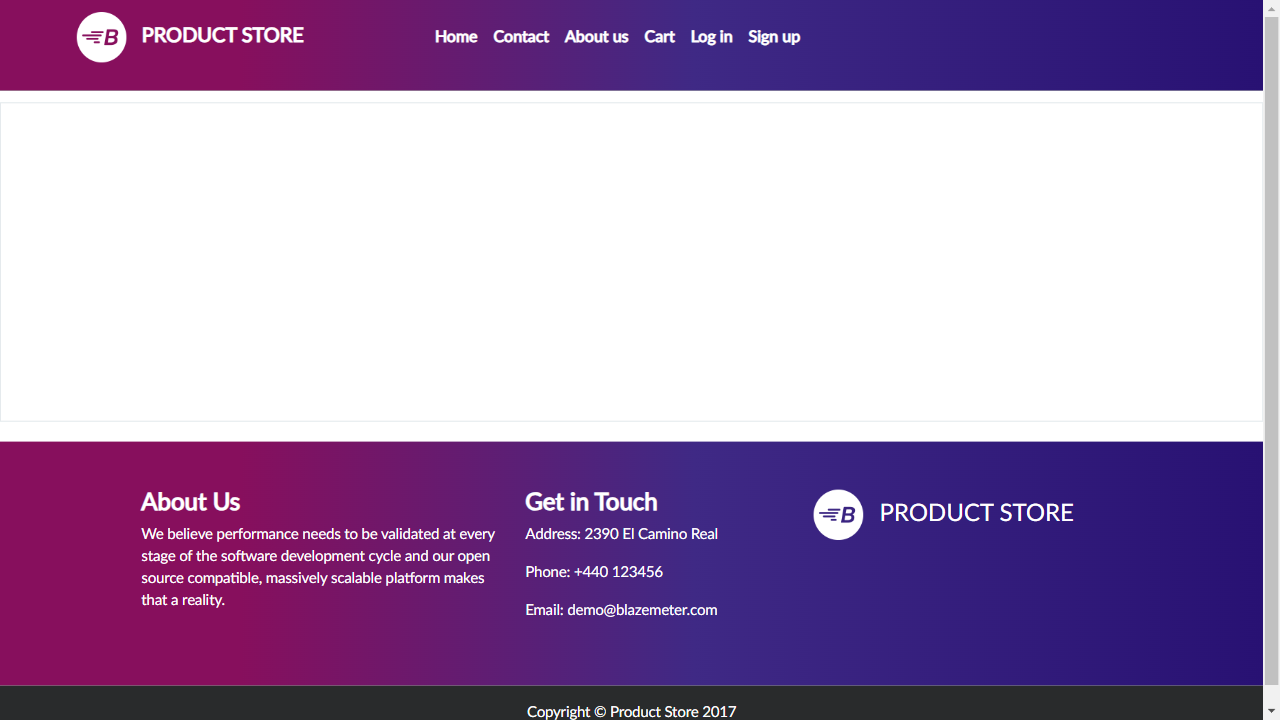 B PRODUCT STORE
Home Contact About us Cart Log in Sign up
About Us
We believe performance needs to be validated at every
stage of the software development cycle and our open
source compatible, massively scalable platform makes
that a reality.
Get in Touch
Address: 2390 El Camino Real
Phone: +440 123456
Email: demo@blazemeter.com
B PRODUCT STORE
Copyright © Product Store 2017